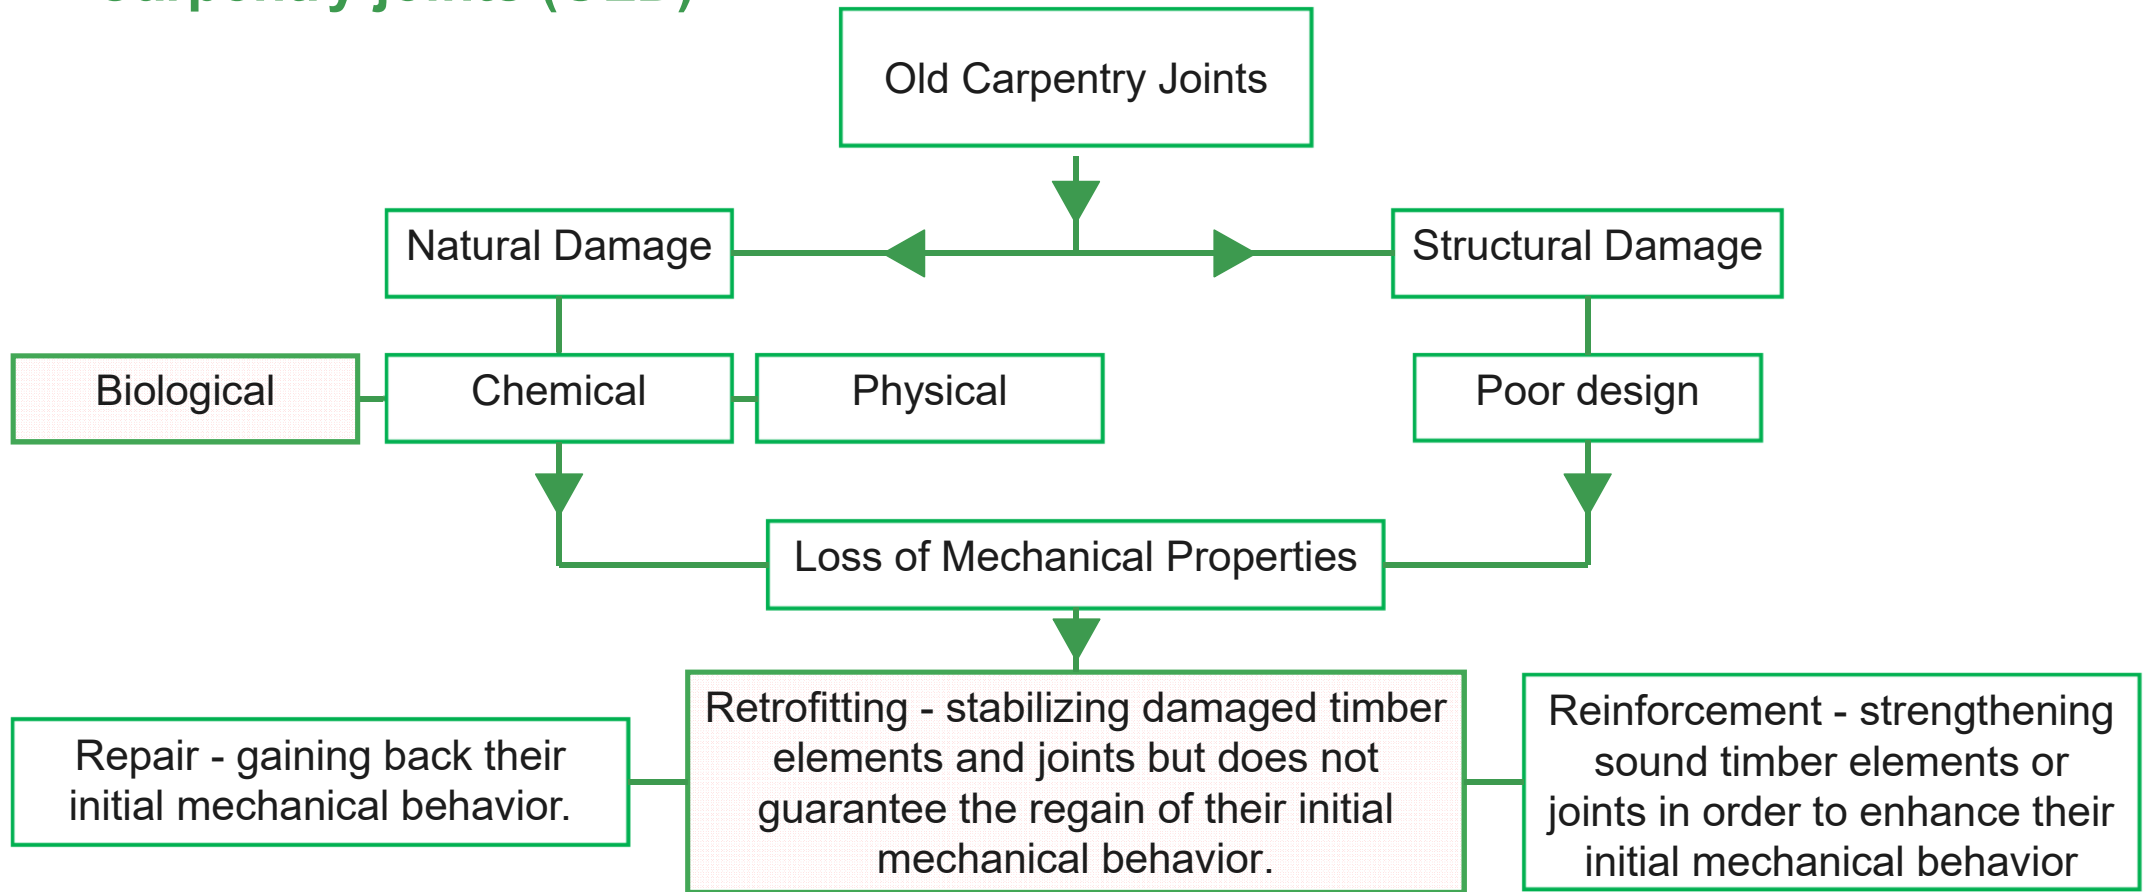 Old Carpentry Joints
Natural Damage
Structural Damage
Biological
Chemical
Physical
Poor design
Loss of Mechanical Properties
Repair - gaining back their
initial mechanical behavior.
Retrofitting - stabilizing damaged timber
elements and joints but does not
guarantee the regain of their initial
mechanical behavior.
Reinforcement - strengthening
sound timber elements or
joints in order to enhance their
initial mechanical behavior